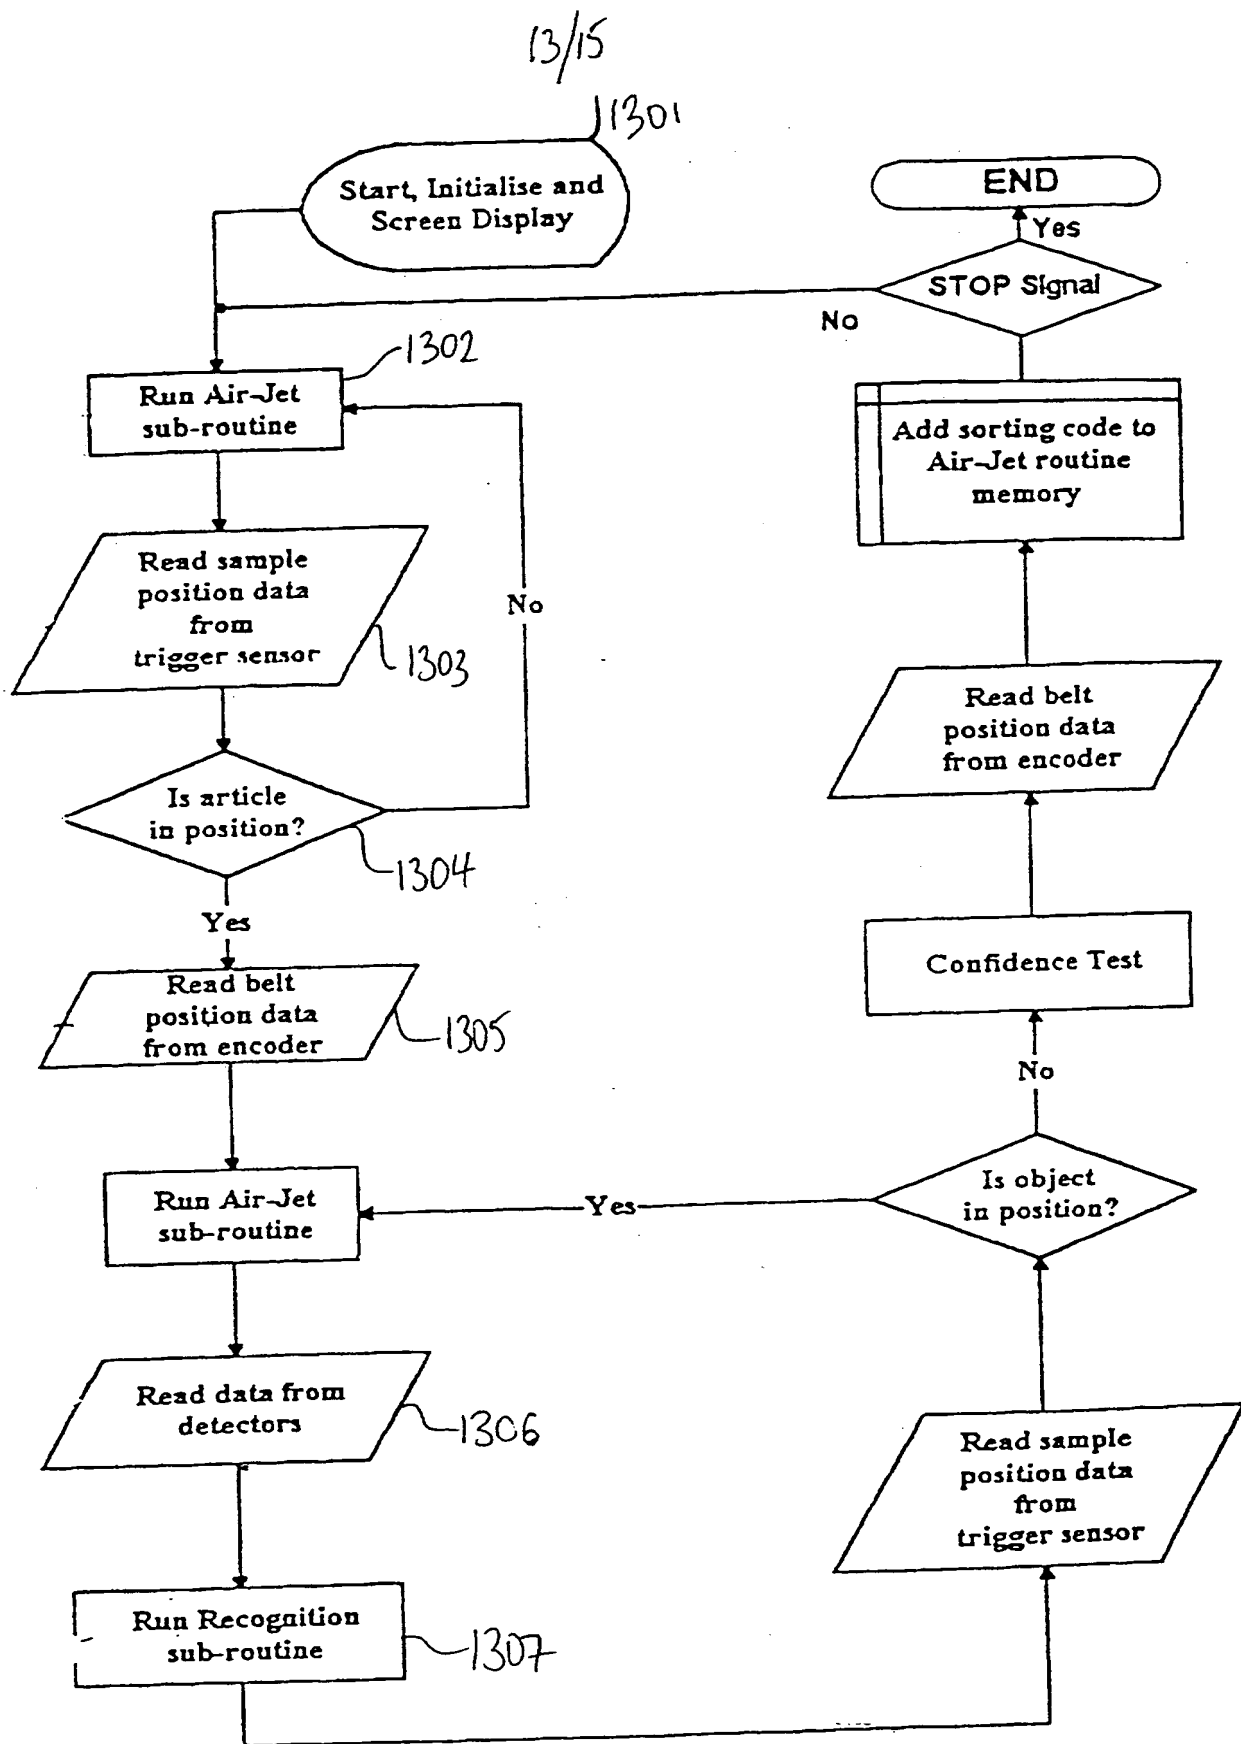 13/15
1301
Start, Initialise and
Screen Display
1302
Run Air-Jet
sub-routine
Read sample
position data
from
trigger sensor
1303
No
Is article
in position?
1304
Yes
Read belt
position data
from encoder
1305
Run Air-Jet
sub-routine
Read data from
detectors
1306
Run Recognition
sub-routine
1307
Read sample
position data
from
trigger sensor
Is object
in position?
Yes
No
Confidence Test
Read belt
position data
from encoder
Add sorting code to
Air-Jet routine
memory
STOP Signal
No
Yes
END